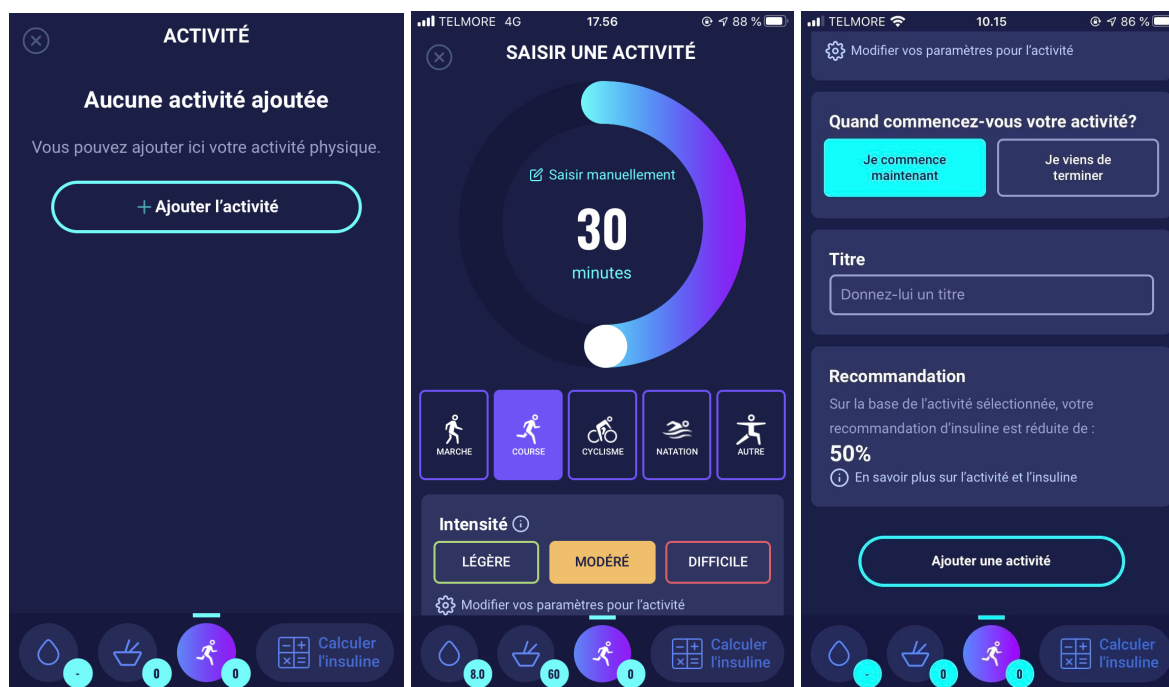 ACTIVITÉ
Aucune activité ajoutée
Vous pouvez ajouter ici votre activité physique.
+ Ajouter l’activité
-
0
0
Calculer
l'insuline
TELMORE 4G 17.56 88 %
SAISIR UNE ACTIVITÉ
Saisir manuellement
30
minutes
MARCHE COURSE CYCLISME NATATION AUTRE
Intensité
LÉGÈRE MODÉRÉ DIFFICILE
Modifier vos paramètres pour l’activité
8.0
60
0
Calculer
l'insuline
TELMORE 10.15 86 %
Modifier vos paramètres pour l’activité
Quand commencez-vous votre activité?
Je commence
maintenant
Je viens de
terminer
Titre
Donnez-lui un titre
Recommandation
Sur la base de l’activité sélectionnée, votre
recommandation d’insuline est réduite de :
50%
En savoir plus sur l’activité et l’insuline
Ajouter une activité
-
0
0
Calculer
l'insuline